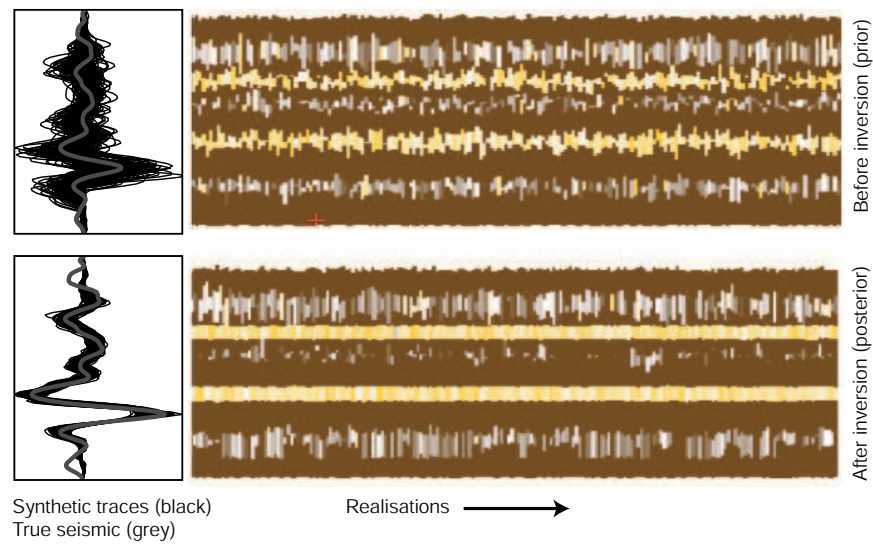 Before inversion (prior)
After inversion (posterior)
Synthetic traces (black)
True seismic (grey)
Realisations